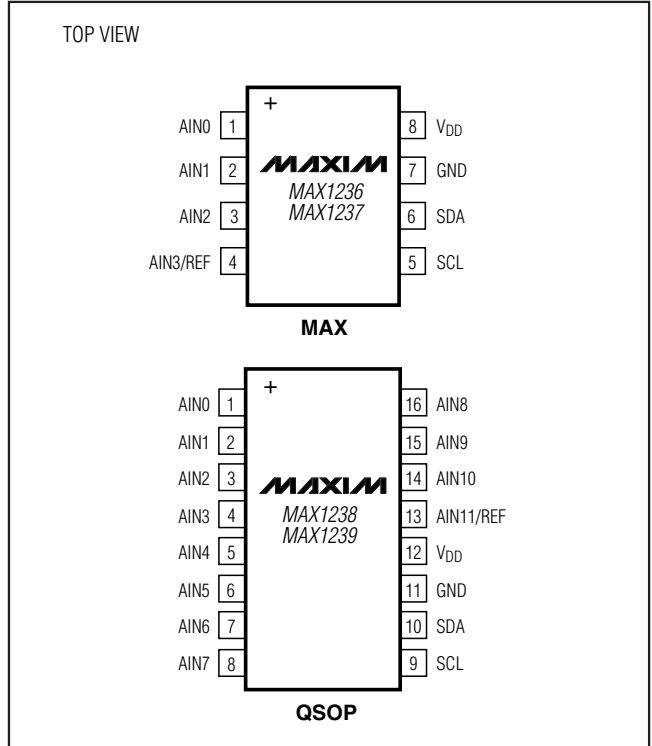 TOP VIEW
+
AIN0 1
8 VDD
AIN1 2
7 GND
AIN2 3
6 SDA
AIN3/REF 4
5 SCL
MAXIM
MAX1236
MAX1237
MAX
+
AIN0 1
16 AIN8
AIN1 2
15 AIN9
AIN2 3
14 AIN10
AIN3 4
13 AIN11/REF
AIN4 5
12 VDD
AIN5 6
11 GND
AIN6 7
10 SDA
AIN7 8
9 SCL
MAXIM
MAX1238
MAX1239
QSOP